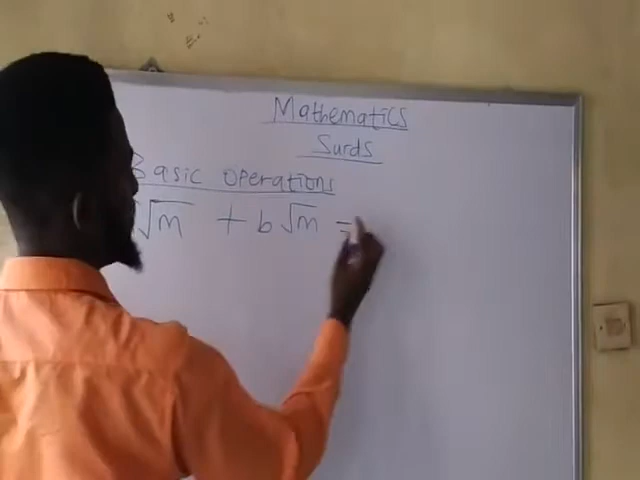 Mathematics
Surds
Basic operations
√m + b √m =